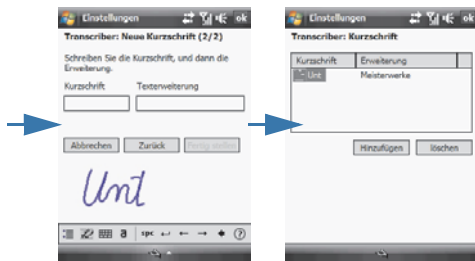 Einstellungen ok
Transcriber: Neue Kurzschrift (2/2)
Schreiben Sie die Kurzschrift, und dann die
Erweiterung.
Kurzschrift Texterweiterung
Abbrechen Zurück Fertig stellen
Unt
a spc ?
Einstellungen ok
Transcriber: Kurzschrift
Kurzschrift Erweiterung
Unt Meisterwerke
Hinzufügen löschen